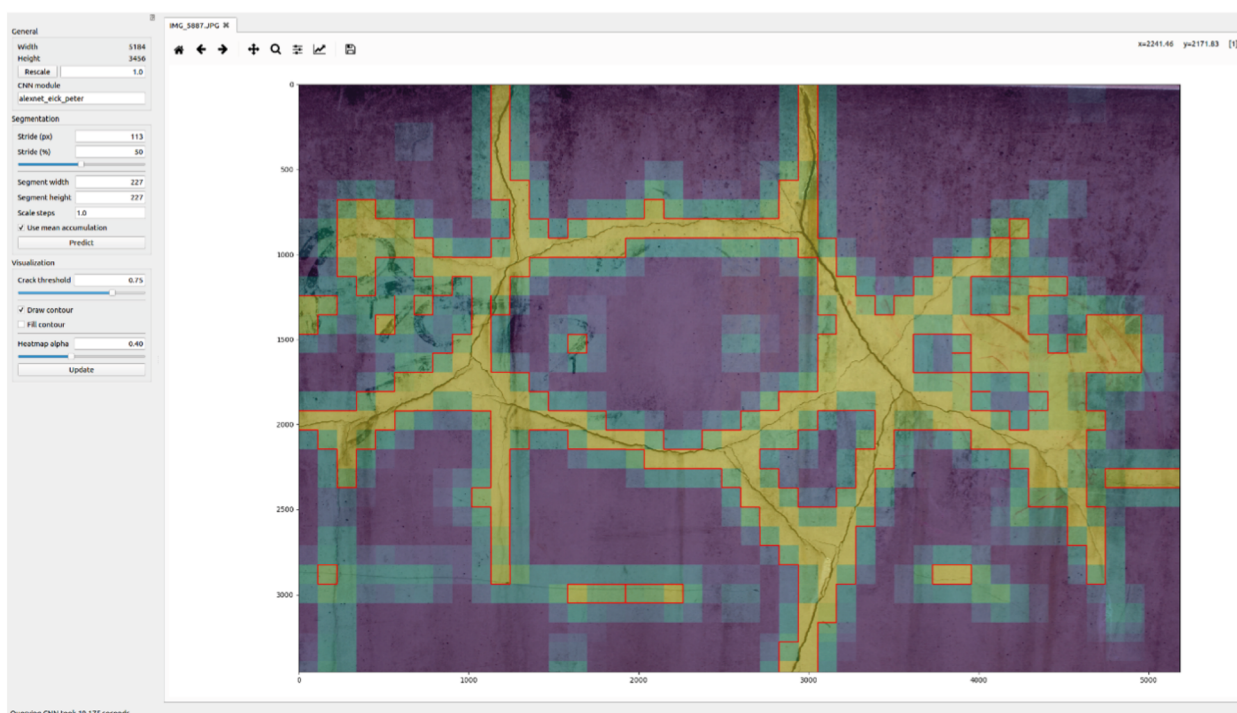 IMG_5887.JPG
General
Width 5184
Height 3456
Rescale 1.0
CNN module
alexnet_eick_peter
Segmentation
Stride (px) 113
Stride (%) 50
Segment width 227
Segment height 227
Scale steps 1.0
Use mean accumulation
Predict
Visualization
Crack threshold 0.75
Draw contour
Fill contour
Heatmap alpha 0.40
Update
x=2241.46 y=2171.83 [1]
0
500
1000
1500
2000
2500
3000
0 1000 2000 3000 4000 5000